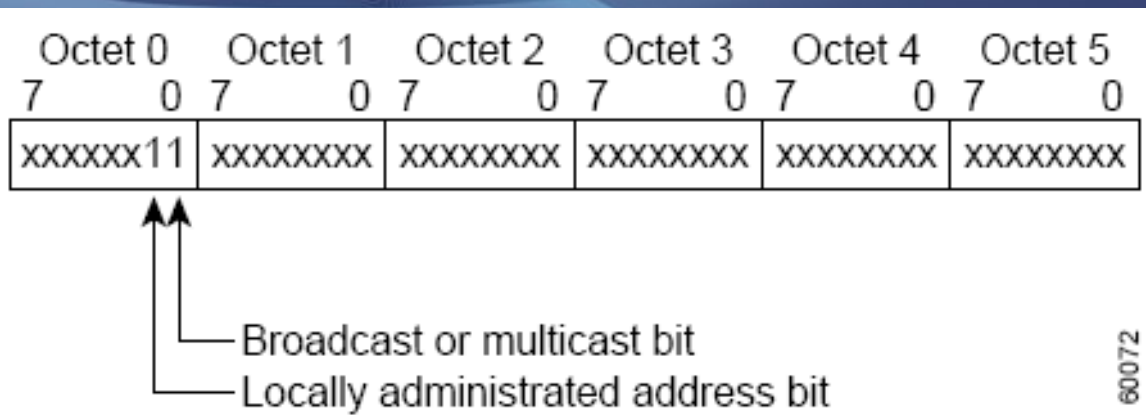 Octet 0 Octet 1 Octet 2 Octet 3 Octet 4 Octet 5
7 0 7 0 7 0 7 0 7 0 7 0
xxxxxx11 xxxxxxxx xxxxxxxx xxxxxxxx xxxxxxxx xxxxxxxx
Broadcast or multicast bit
Locally administrated address bit
60072